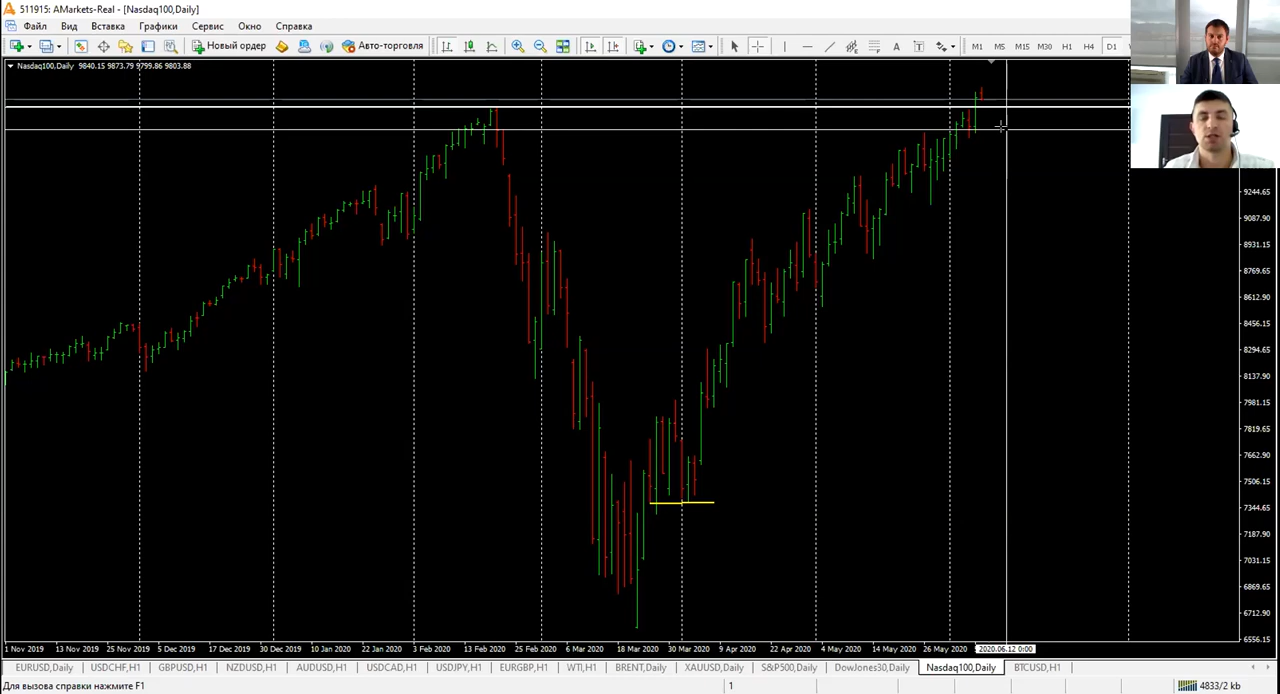 511915: AMarkets-Real - [Nasdaq100,Daily]
Файл Вид Вставка Графики Сервис Окно Справка
Новый ордер Авто-торговля A T M1 M5 M15 M30 H1 H4 D1
Nasdaq100,Daily 9840.15 9873.79 9799.86 9803.88
9244.65
9087.90
8931.15
8769.65
8612.90
8456.15
8294.65
8137.90
7981.15
7819.65
7662.90
7506.15
7344.65
7187.90
7031.15
6869.65
6712.90
6556.15
1 Nov 2019 13 Nov 2019 25 Nov 2019 5 Dec 2019 17 Dec 2019 30 Dec 2019 10 Jan 2020 22 Jan 2020 3 Feb 2020 13 Feb 2020 25 Feb 2020 6 Mar 2020 18 Mar 2020 30 Mar 2020 9 Apr 2020 22 Apr 2020 4 May 2020 14 May 2020 26 May 2020 2020.06.12 0:00
EURUSD,Daily USDCHF,H1 GBPUSD,H1 NZDUSD,H1 AUDUSD,H1 USDCAD,H1 USDJPY,H1 EURGBP,H1 WTI,H1 BRENT,Daily XAUUSD,Daily S&P500,Daily DowJones30,Daily Nasdaq100,Daily BTCUSD,H1
Для вызова справки нажмите F1 1 4833/2 kb